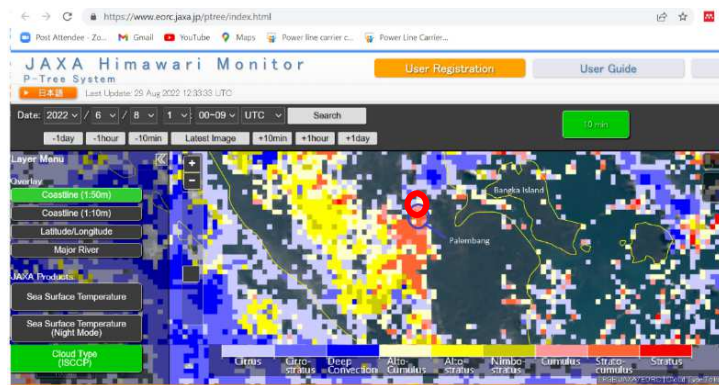 https://www.eorc.jaxa.jp/ptree/index.html
Post Attendee - Zo... Gmail YouTube Maps Power line carrier c... Power Line Carrier...
JAXA Himawari Monitor
P-Tree System
User Registration User Guide
日本語 Last Update: 29 Aug 2022 12:33:33 UTC
Date: 2022 / 6 / 8 1 : 00-09 UTC Search
10 min
-1day -1hour -10min Latest Image +10min +1hour +1day
Layer Menu
+
-
Overlay
Coastline (1:50m)
Coastline (1:10m)
Latitude/Longitude
Major River
Bangka Island
Palembang
JAXA Products
Sea Surface Temperature
Sea Surface Temperature
(Night Mode)
Cloud Type
(ISCCP)
Cirrus Cirro-stratus Deep Convection Alto-Cumulus Alto-stratus Nimbo-stratus Cumulus Strato-cumulus Stratus